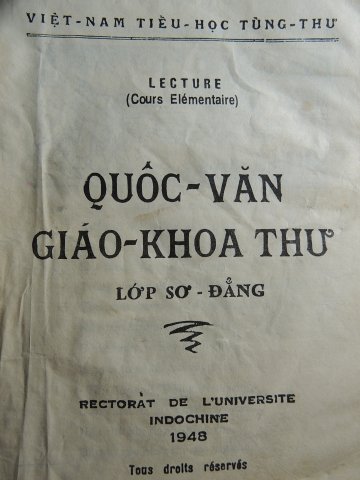 VIỆT-NAM TIỂU-HỌC TÙNG-THƯ
LECTURE
(Cours Elémentaire)
QUỐC-VĂN
GIÁO-KHOA THƯ
LỚP SƠ - ĐẲNG
RECTORAT DE L'UNIVERSITE
INDOCHINE
1948
Tous droits réservés